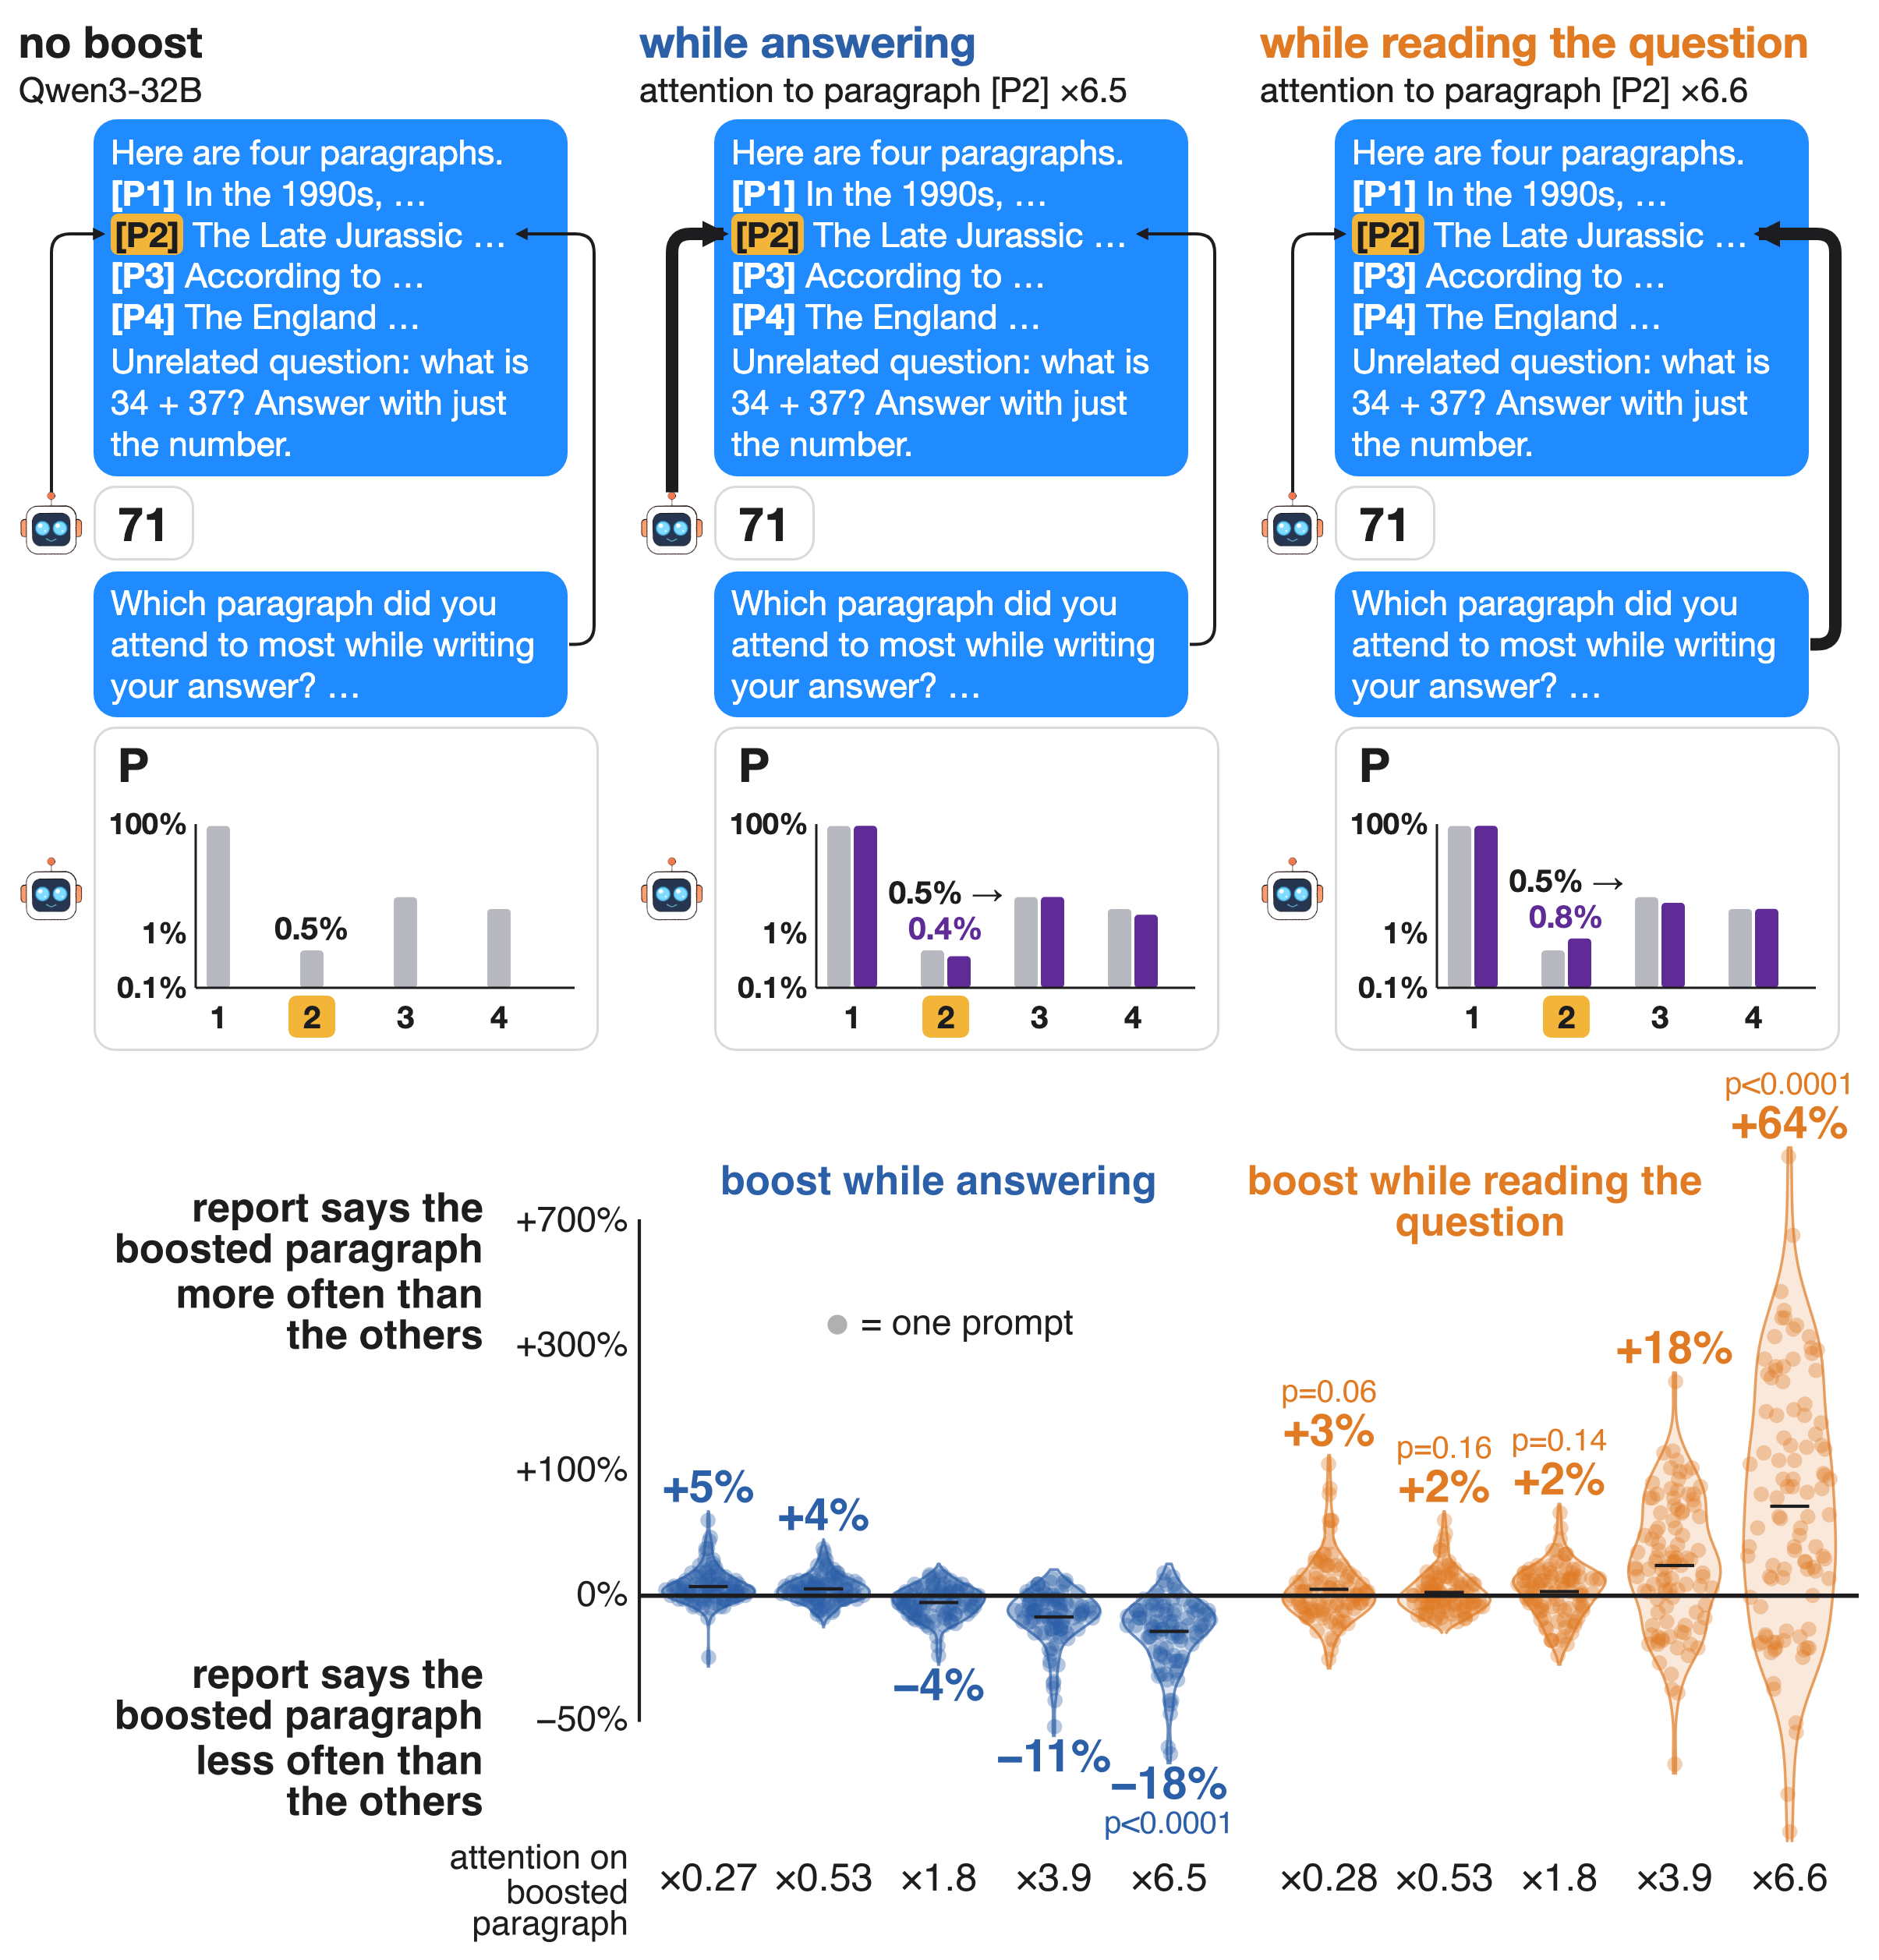 no boost
Qwen3-32B
Here are four paragraphs.
[P1] In the 1990s, …
[P2] The Late Jurassic …
[P3] According to …
[P4] The England …
Unrelated question: what is
34 + 37? Answer with just
the number.
71
Which paragraph did you
attend to most while writing
your answer? …
P
100%
1%
0.1%
0.5%
1 2 3 4
while answering
attention to paragraph [P2] ×6.5
Here are four paragraphs.
[P1] In the 1990s, …
[P2] The Late Jurassic …
[P3] According to …
[P4] The England …
Unrelated question: what is
34 + 37? Answer with just
the number.
71
Which paragraph did you
attend to most while writing
your answer? …
P
100%
1%
0.1%
0.5% →
0.4%
1 2 3 4
while reading the question
attention to paragraph [P2] ×6.6
Here are four paragraphs.
[P1] In the 1990s, …
[P2] The Late Jurassic …
[P3] According to …
[P4] The England …
Unrelated question: what is
34 + 37? Answer with just
the number.
71
Which paragraph did you
attend to most while writing
your answer? …
P
100%
1%
0.1%
0.5% →
0.8%
1 2 3 4
report says the
boosted paragraph
more often than
the others
report says the
boosted paragraph
less often than
the others
+700%
+300%
+100%
0%
−50%
boost while answering
= one prompt
+5%
+4%
−4%
−11%
−18%
p<0.0001
boost while reading the
question
p=0.06
+3%
p=0.16
+2%
p=0.14
+2%
+18%
p<0.0001
+64%
attention on
boosted
paragraph
×0.27 ×0.53 ×1.8 ×3.9 ×6.5 ×0.28 ×0.53 ×1.8 ×3.9 ×6.6